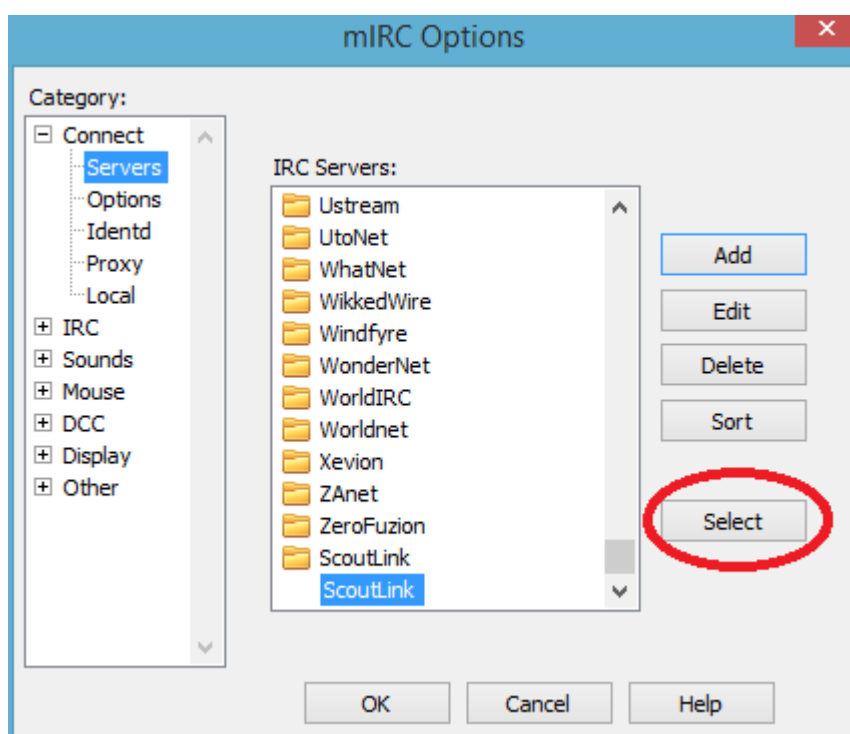 mIRC Options
Category:
Connect
Servers
Options
Identd
Proxy
Local
IRC
Sounds
Mouse
DCC
Display
Other
IRC Servers:
Ustream
UtoNet
WhatNet
WikkedWire
Windfyre
WonderNet
WorldIRC
Worldnet
Xevion
ZAnet
ZeroFuzion
ScoutLink
ScoutLink
Add
Edit
Delete
Sort
Select
OK
Cancel
Help